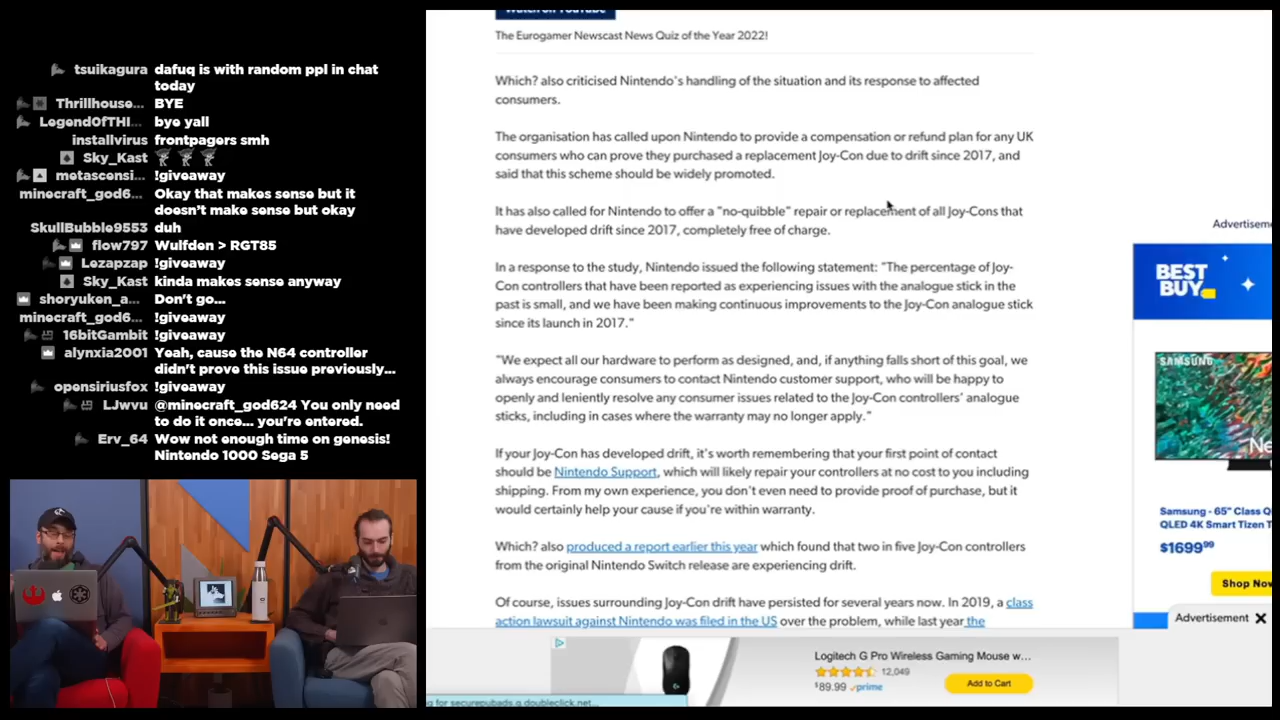 tsuikagura dafuq is with random ppl in chat
today
Thrillhouse... BYE
LegendOfTHI... bye yall
installvirus frontpagers smh
Sky_Kast
metascensi... !giveaway
minecraft_god6... Okay that makes sense but it
doesn't make sense but okay
SkullBubble9553 duh
flow797 Wulfden > RGT85
Lezapzap !giveaway
Sky_Kast kinda makes sense anyway
shoryuken_a... Don't go...
minecraft_god6... !giveaway
16bitGambit !giveaway
alynxia2001 Yeah, cause the N64 controller
didn't prove this issue previously...
opensiriusfox !giveaway
LJwvu @minecraft_god624 You only need
to do it once... you're entered.
Erv_64 Wow not enough time on genesis!
Nintendo 1000 Sega 5
Watch on YouTube
The Eurogamer Newscast News Quiz of the Year 2022!
Which? also criticised Nintendo's handling of the situation and its response to affected
consumers.
The organisation has called upon Nintendo to provide a compensation or refund plan for any UK
consumers who can prove they purchased a replacement Joy-Con due to drift since 2017, and
said that this scheme should be widely promoted.
It has also called for Nintendo to offer a "no-quibble" repair or replacement of all Joy-Cons that
have developed drift since 2017, completely free of charge.
In a response to the study, Nintendo issued the following statement: "The percentage of Joy-
Con controllers that have been reported as experiencing issues with the analogue stick in the
past is small, and we have been making continuous improvements to the Joy-Con analogue stick
since its launch in 2017."
"We expect all our hardware to perform as designed, and, if anything falls short of this goal, we
always encourage consumers to contact Nintendo customer support, who will be happy to
openly and leniently resolve any consumer issues related to the Joy-Con controllers' analogue
sticks, including in cases where the warranty may no longer apply."
If your Joy-Con has developed drift, it's worth remembering that your first point of contact
should be Nintendo Support, which will likely repair your controllers at no cost to you including
shipping. From my own experience, you don't even need to provide proof of purchase, but it
would certainly help your cause if you're within warranty.
Which? also produced a report earlier this year which found that two in five Joy-Con controllers
from the original Nintendo Switch release are experiencing drift.
Of course, issues surrounding Joy-Con drift have persisted for several years now. In 2019, a class
action lawsuit against Nintendo was filed in the US over the problem, while last year the
Advertisem
BEST
BUY
SAMSUNG
Ne
Samsung - 65" Class Q
QLED 4K Smart Tizen T
$1699 99
Shop Now
Advertisement
Logitech G Pro Wireless Gaming Mouse w...
12,049
$89.99 prime
Add to Cart
g for securepubads.g.doubleclick.net...